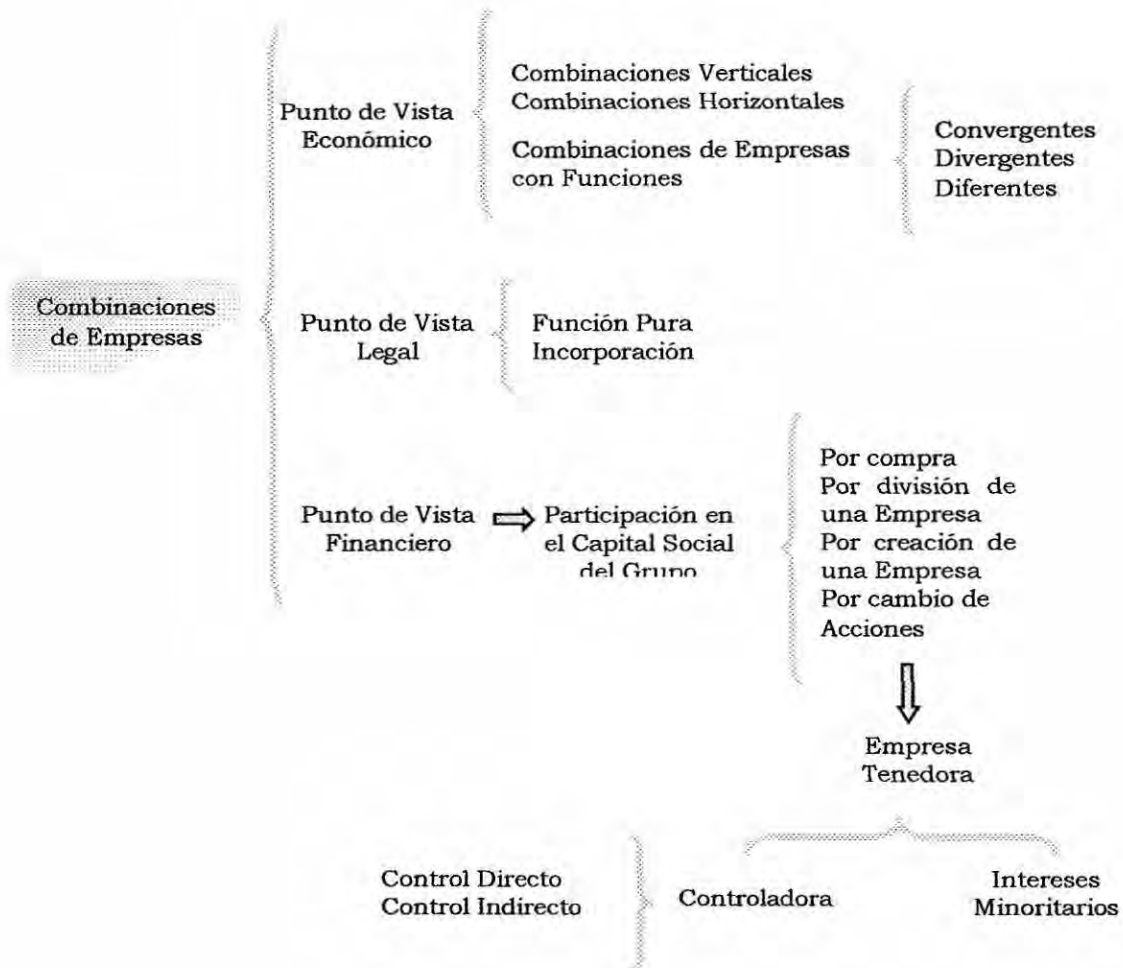 Combinaciones
de Empresas
Punto de Vista
Económico
Combinaciones Verticales
Combinaciones Horizontales
Combinaciones de Empresas
con Funciones
Convergentes
Divergentes
Diferentes
Punto de Vista
Legal
Función Pura
Incorporación
Punto de Vista
Financiero
Participación en
el Capital Social
del Grupo
Por compra
Por división de
una Empresa
Por creación de
una Empresa
Por cambio de
Acciones
Empresa
Tenedora
Control Directo
Control Indirecto
Controladora
Intereses
Minoritarios